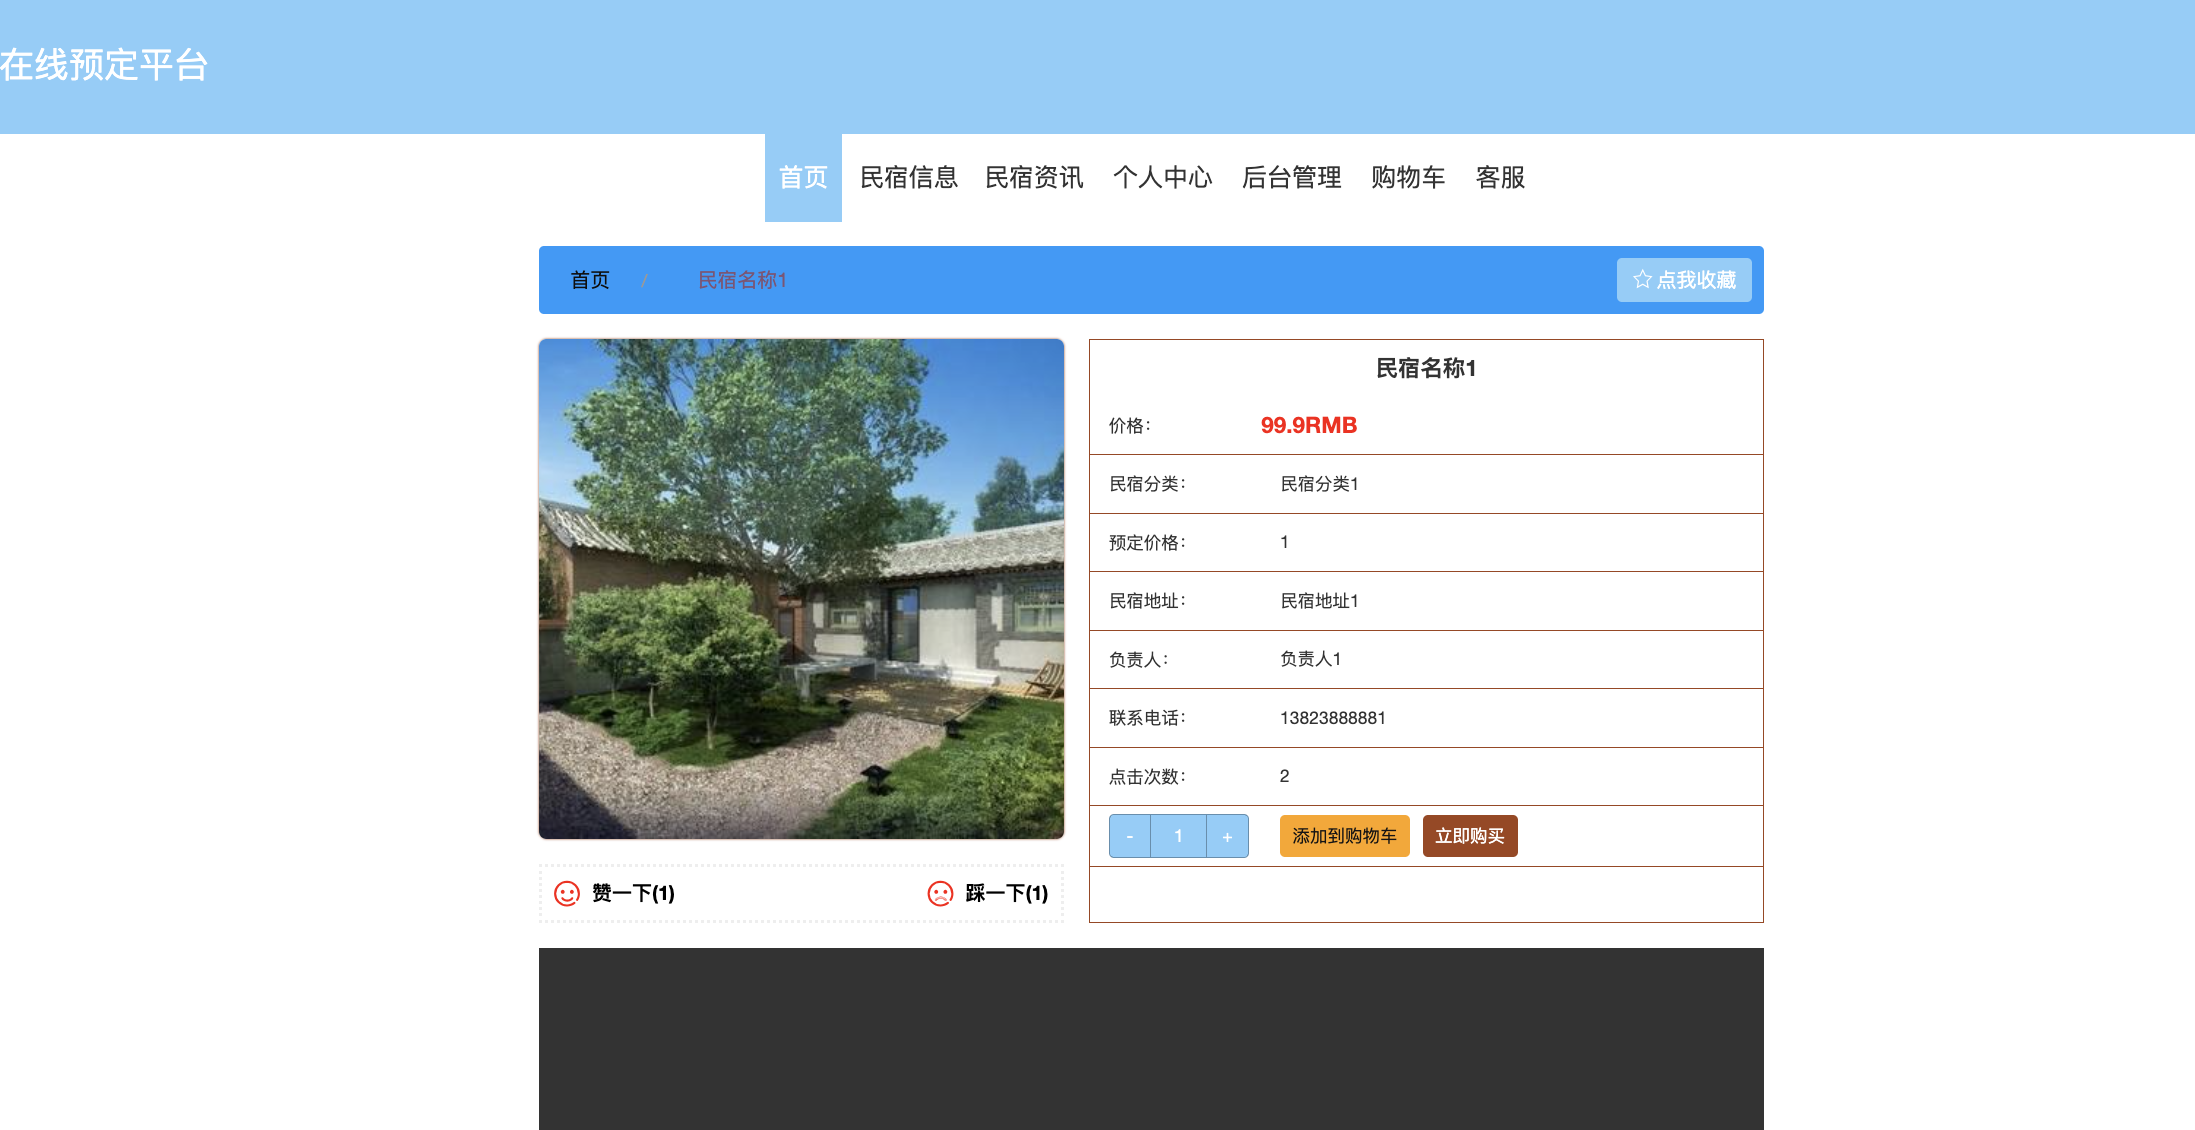 在线预定平台
首页 民宿信息 民宿资讯 个人中心 后台管理 购物车 客服
首页 / 民宿名称1 点我收藏
民宿名称1
价格： 99.9RMB
民宿分类： 民宿分类1
预定价格： 1
民宿地址： 民宿地址1
负责人： 负责人1
联系电话： 13823888881
点击次数： 2
- 1 + 添加到购物车 立即购买
赞一下(1) 踩一下(1)